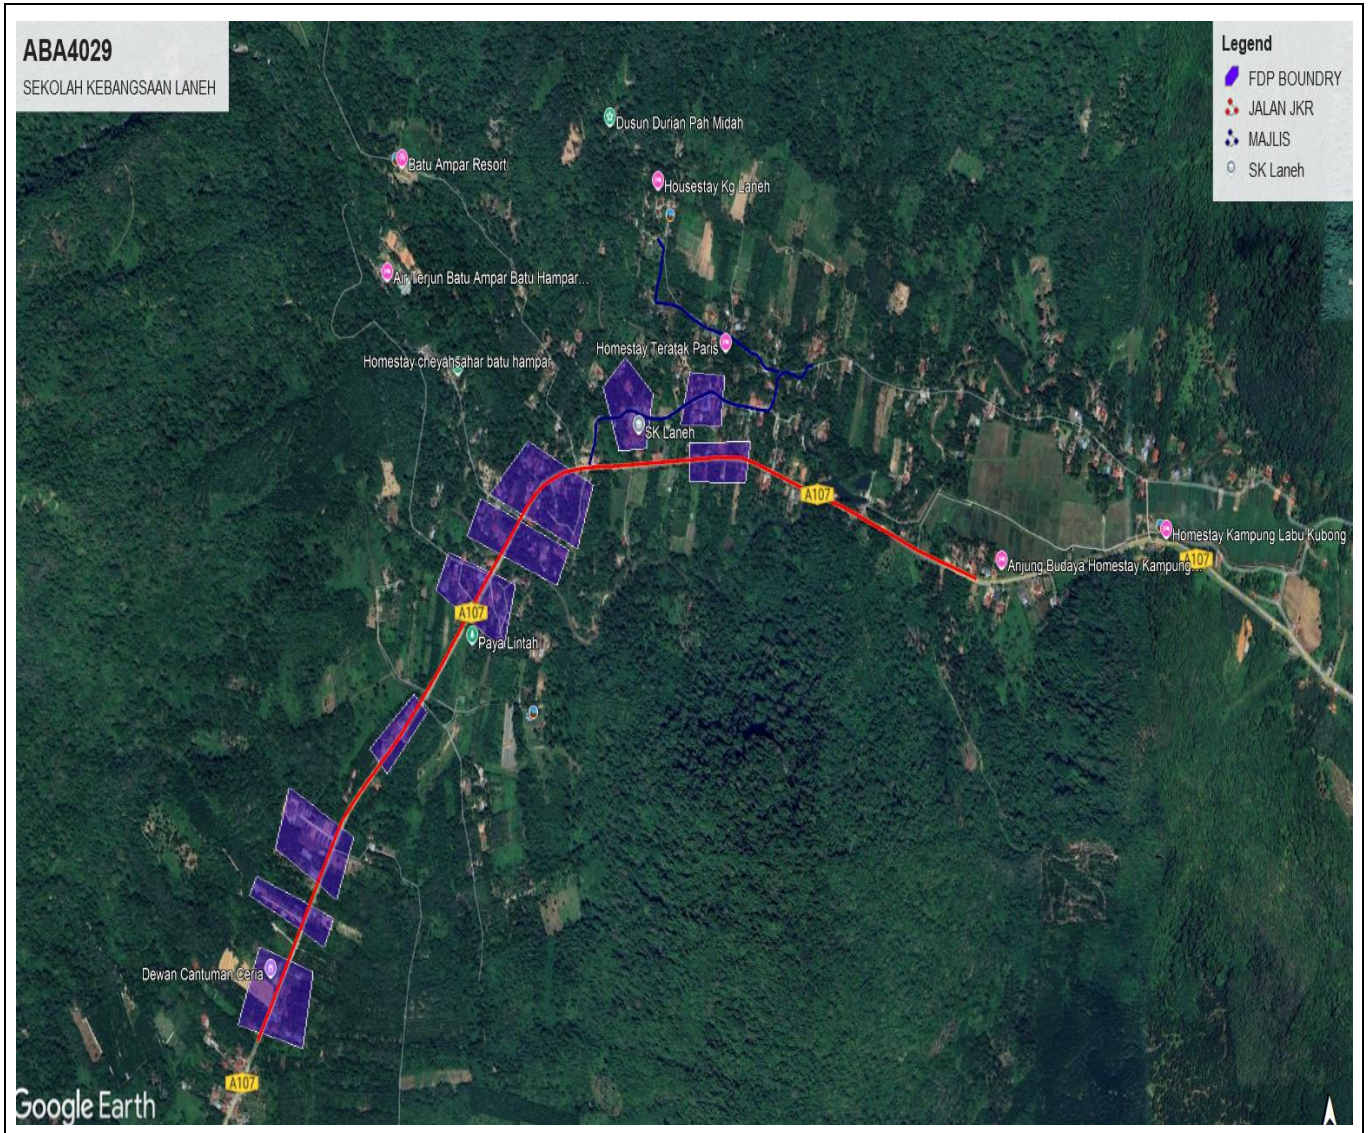 ABA4029
SEKOLAH KEBANGSAAN LANEH
Legend
FDP BOUNDRY
JALAN JKR
MAJLIS
SK Laneh
Dusun Durian Pah Midah
Batu Ampar Resort
Housestay Kg Laneh
Air Terjun Batu Ampar Batu Hampar...
Homestay Teratak Paris
Homestay cheyahsahar batu hampar
SK Laneh
A107
Homestay Kampung Labu Kubong
A107
Anjung Budaya Homestay Kampung...
A107
Paya Lintah
Dewan Cantuman Ceria
A107
Google Earth